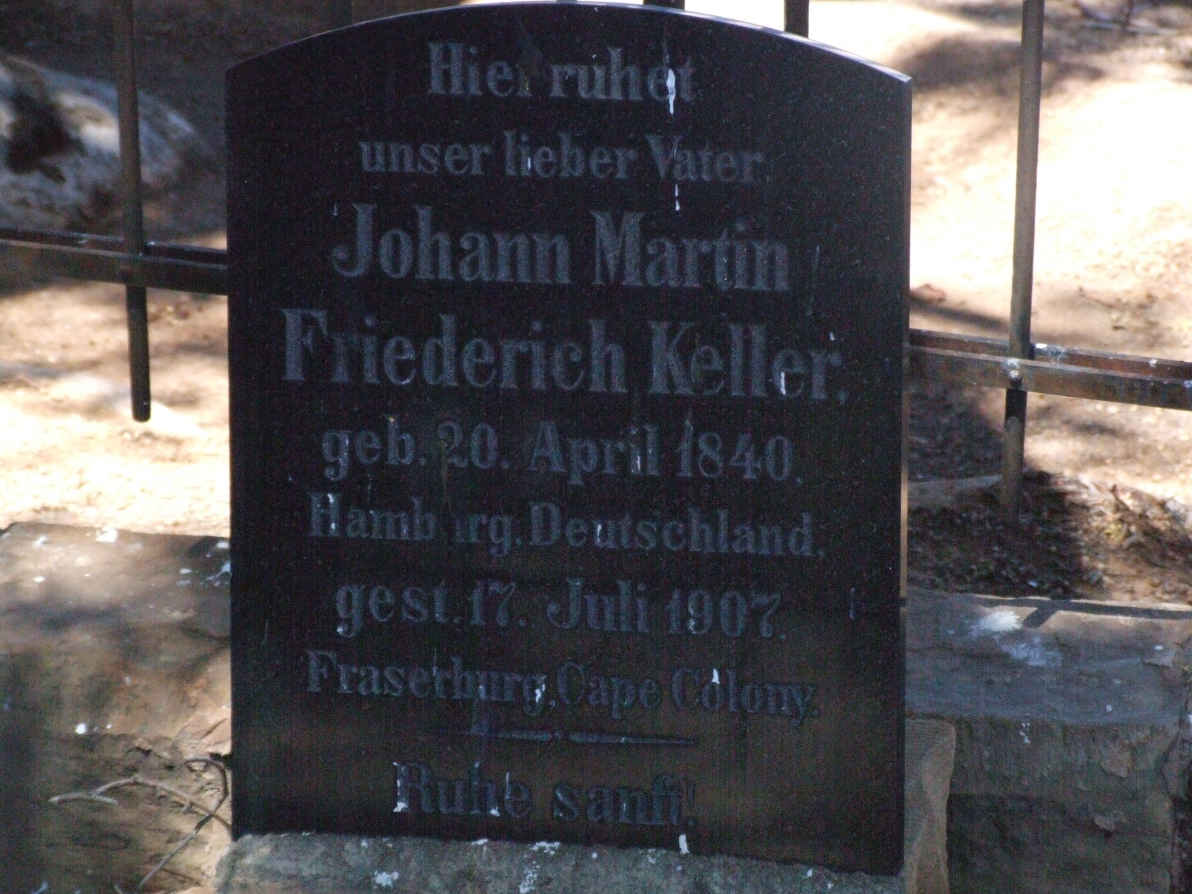 Hier ruhet
unser lieber Vater.
Johann Martin
Friederich Keller,
geb. 20. April 1840.
Hamburg, Deutschland.
gest. 17. Juli 1907.
Fraserburg, Cape Colony.
Ruhe sanft!